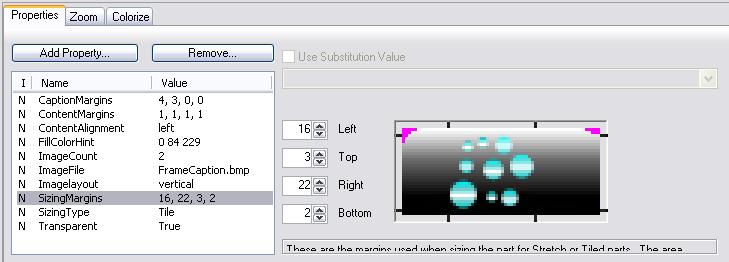 Properties Zoom Colorize
Add Property... Remove...
Use Substitution Value
I Name Value
N CaptionMargins 4, 3, 0, 0
N ContentMargins 1, 1, 1, 1
N ContentAlignment left
N FillColorHint 0 84 229
N ImageCount 2
N ImageFile FrameCaption.bmp
N Imagelayout vertical
N SizingMargins 16, 22, 3, 2
N SizingType Tile
N Transparent True
16 Left
3 Top
22 Right
2 Bottom
These are the margins used when sizing the part for Stretch or Tiled parts. The area